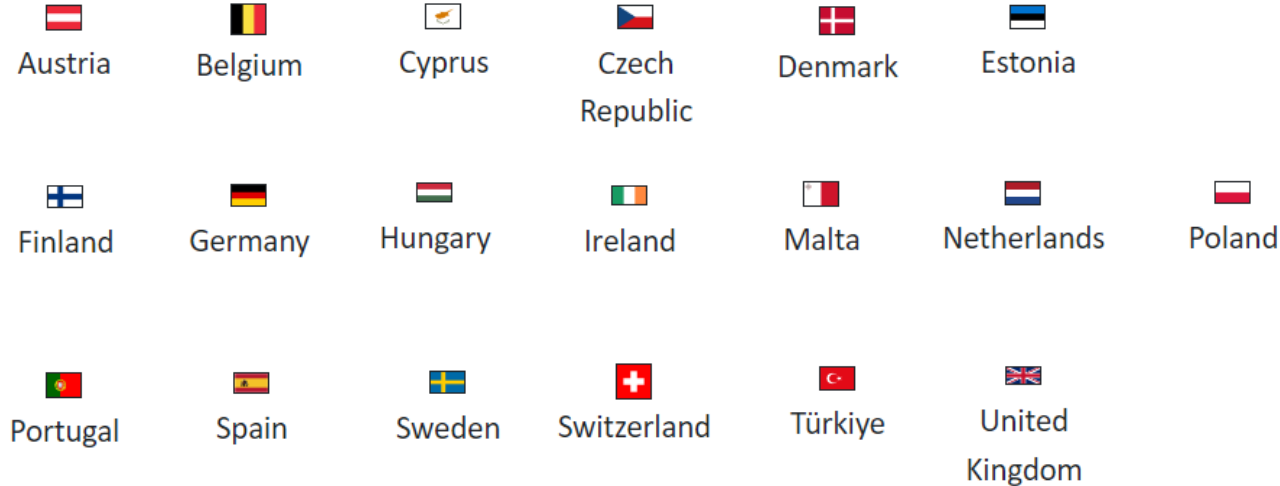 Austria Belgium Cyprus Czech Republic Denmark Estonia
Finland Germany Hungary Ireland Malta Netherlands Poland
Portugal Spain Sweden Switzerland Türkiye United Kingdom